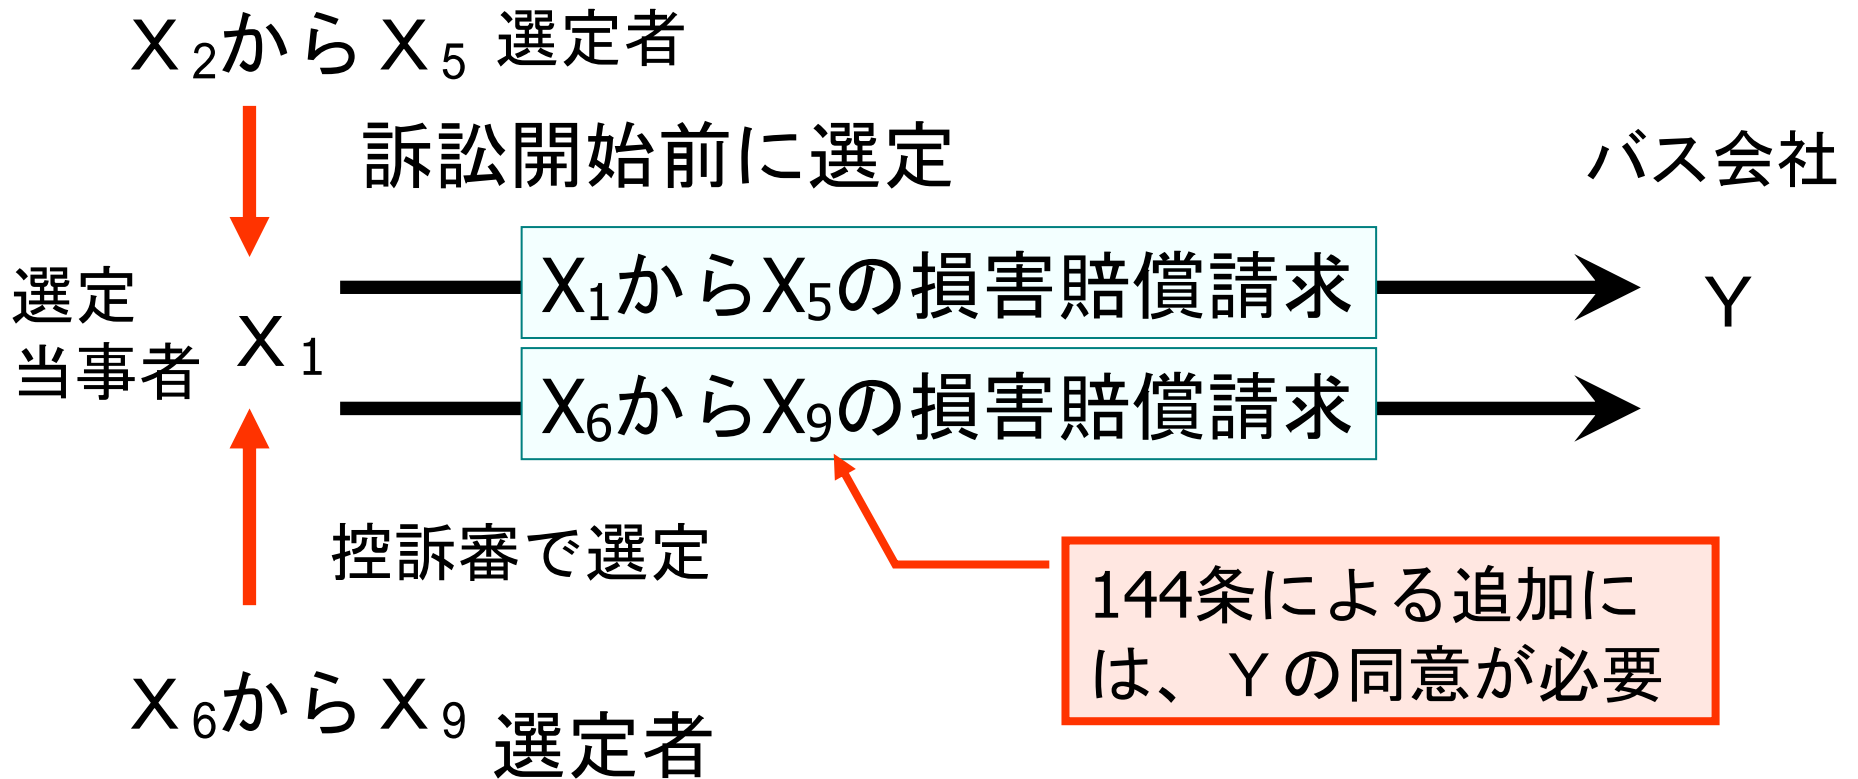 X₂からX₅ 選定者
訴訟開始前に選定
バス会社
X₁からX₅の損害賠償請求
選定
当事者
X₁
Y
X₆からX₉の損害賠償請求
控訴審で選定
144条による追加に
は、Yの同意が必要
X₆からX₉ 選定者